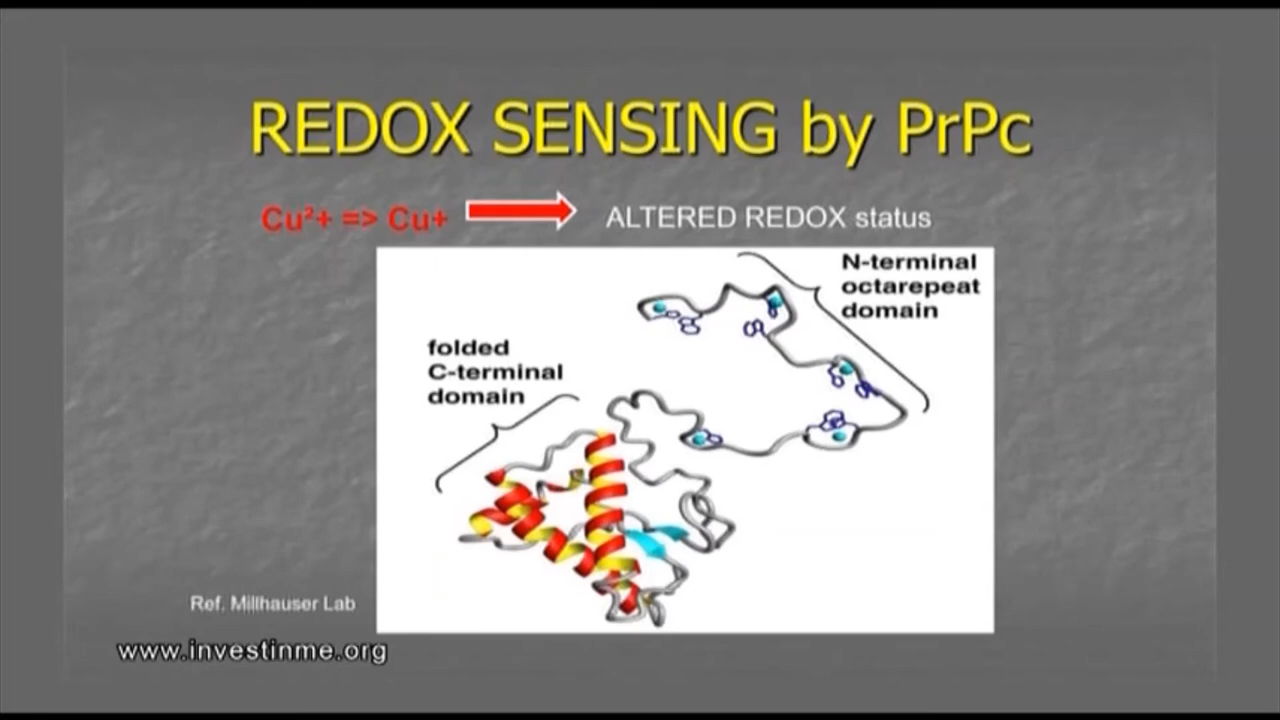 REDOX SENSING by PrPc
Cu²+ => Cu+
ALTERED REDOX status
N-terminal
octarepeat
domain
folded
C-terminal
domain
Ref. Millhauser Lab
www.investinme.org